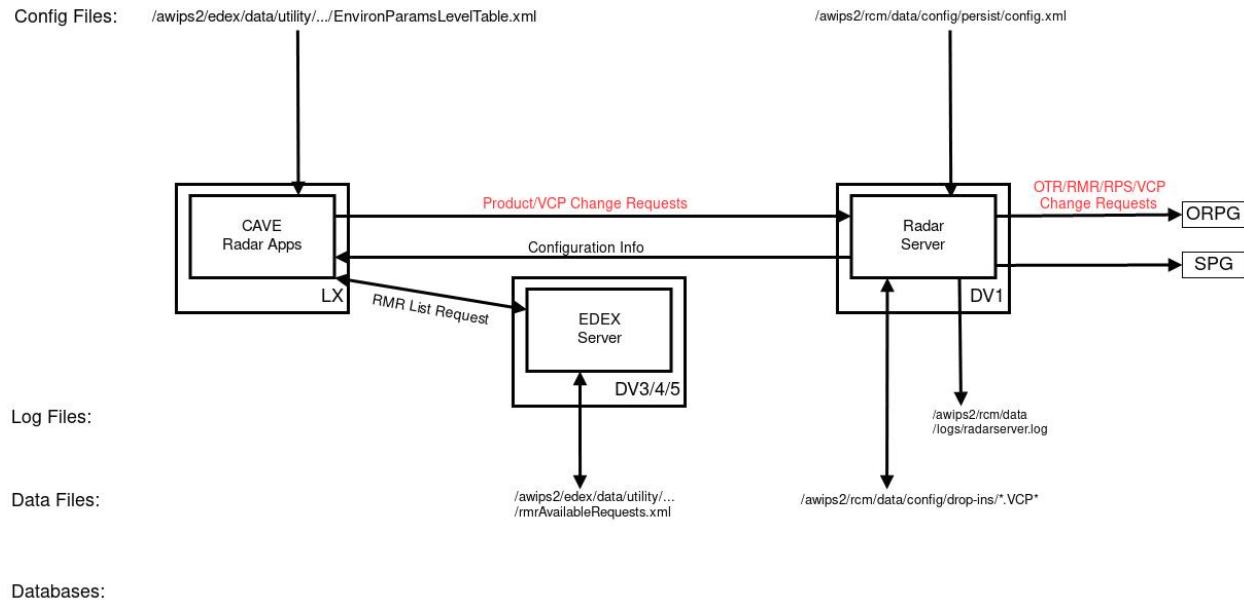 Config Files:
/awips2/edex/data/utility/.../EnvironParamsLevelTable.xml
/awips2/rcm/data/config/persist/config.xml
CAVE
Radar Apps
LX
Product/VCP Change Requests
Configuration Info
RMR List Request
EDEX
Server
DV3/4/5
Radar
Server
DV1
OTR/RMR/RPS/VCP
Change Requests
ORPG
SPG
Log Files:
/awips2/rcm/data
/logs/radarserver.log
Data Files:
/awips2/edex/data/utility/...
/rmrAvailableRequests.xml
/awips2/rcm/data/config/drop-ins/*.VCP*
Databases: